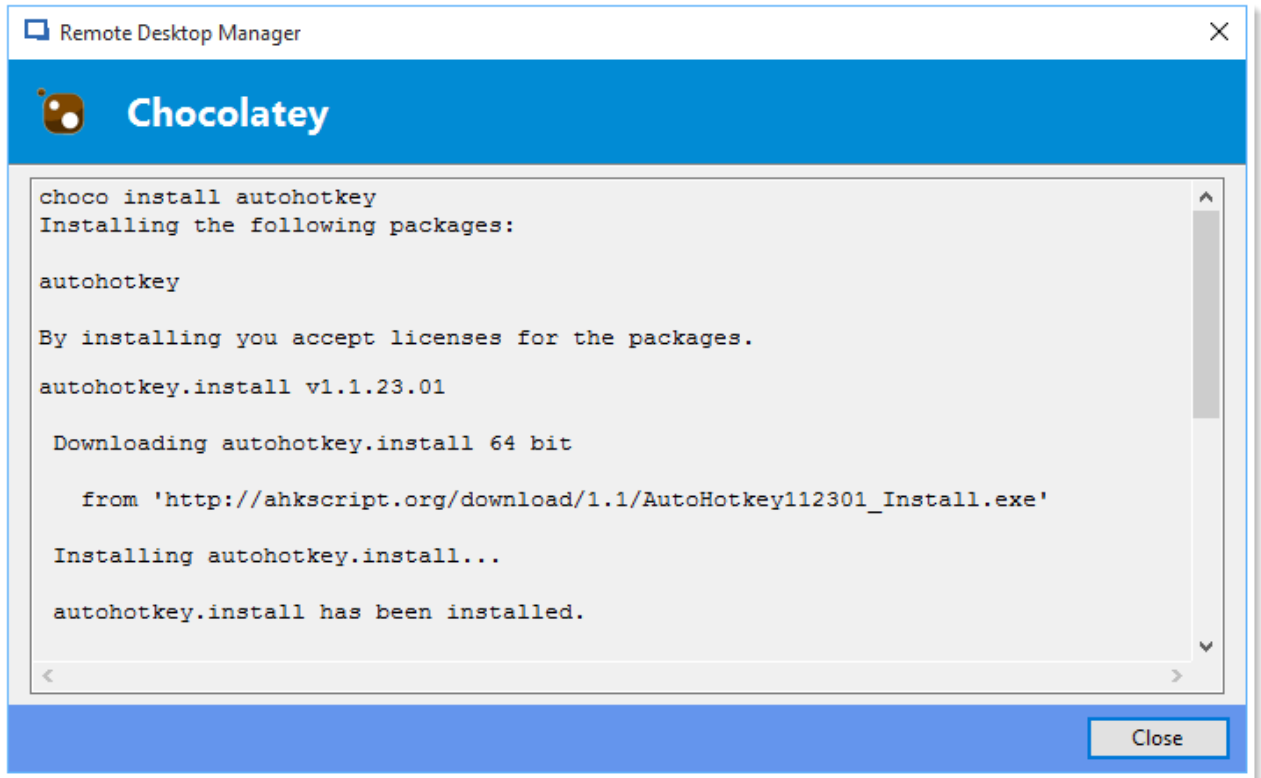 Remote Desktop Manager
Chocolatey
choco install autohotkey
Installing the following packages:
autohotkey
By installing you accept licenses for the packages.
autohotkey.install v1.1.23.01
Downloading autohotkey.install 64 bit
from 'http://ahkscript.org/download/1.1/AutoHotkey112301_Install.exe'
Installing autohotkey.install...
autohotkey.install has been installed.
Close